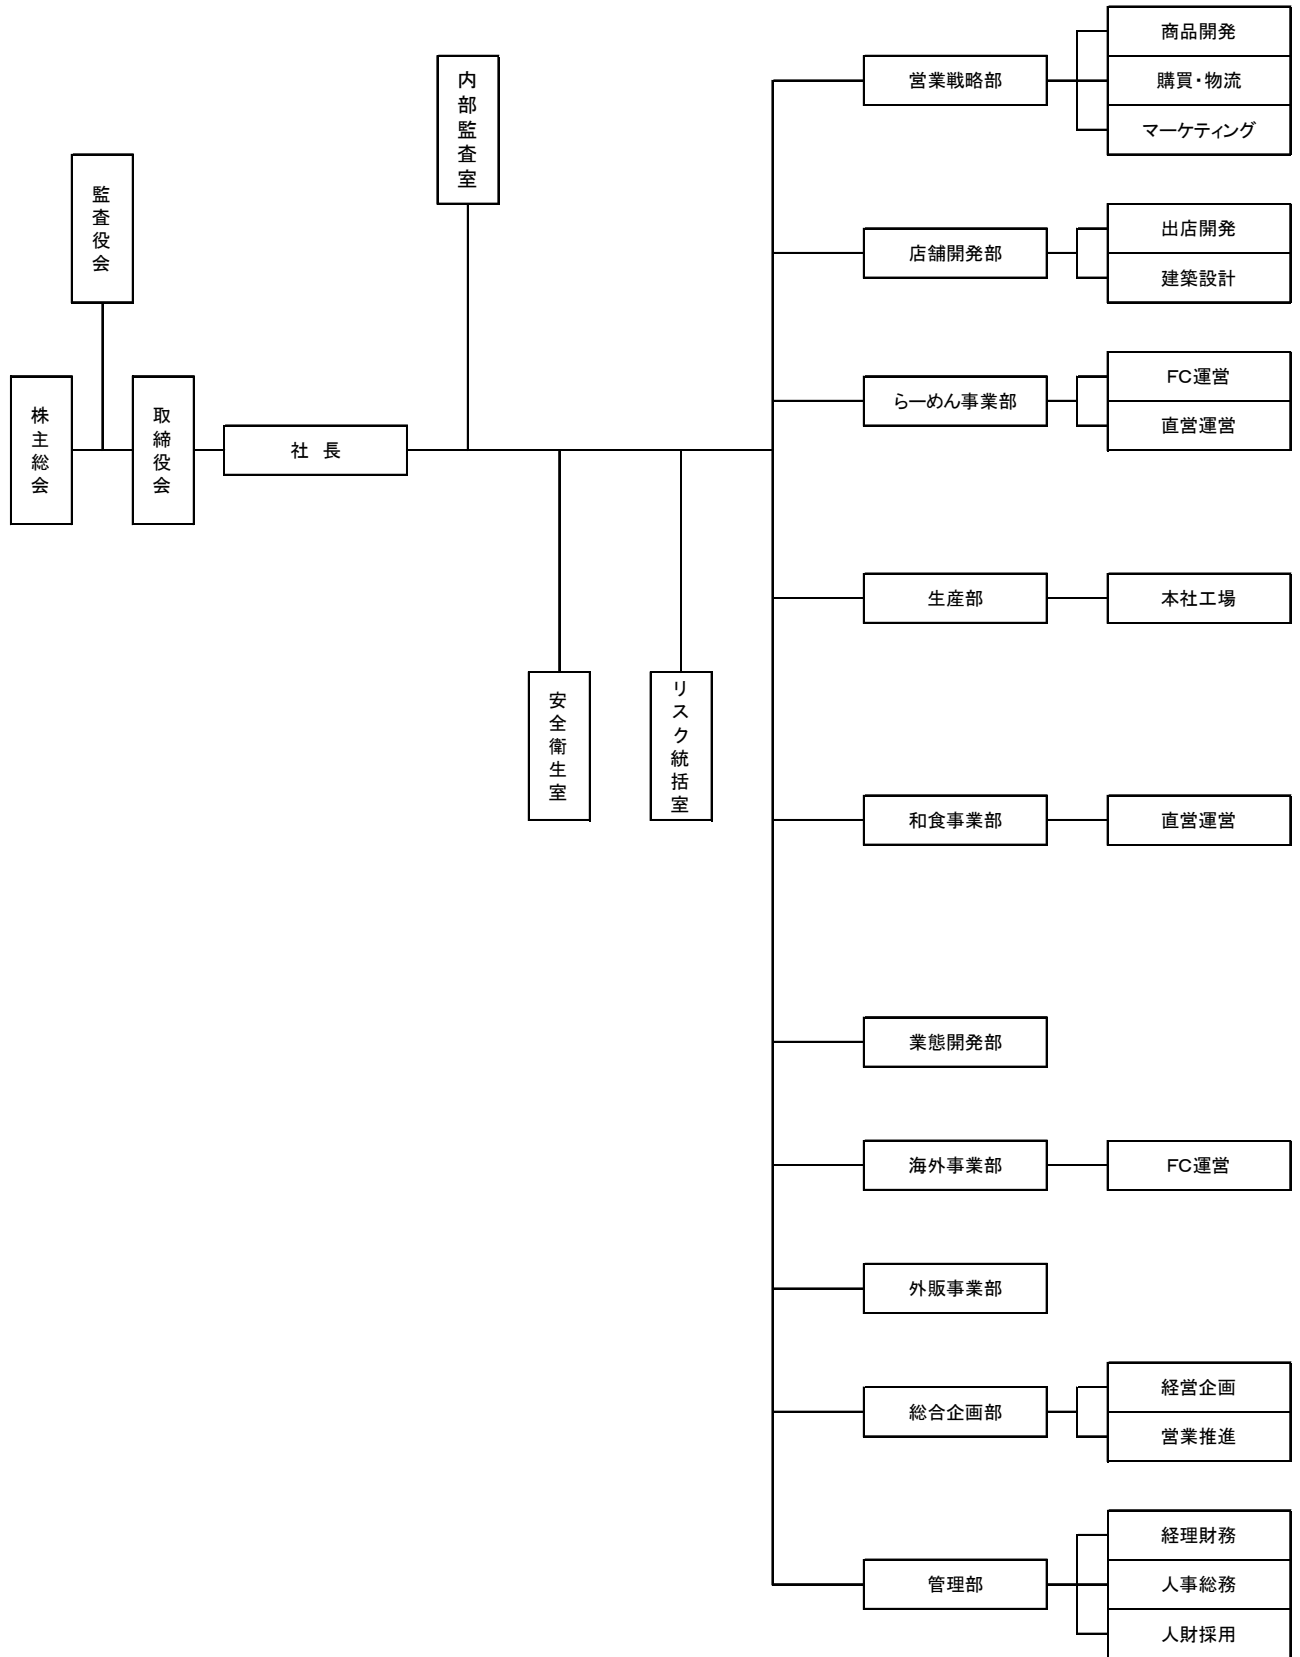 株主総会
監査役会
取締役会
社 長
内部監査室
安全衛生室
リスク統括室
営業戦略部
商品開発
購買・物流
マーケティング
店舗開発部
出店開発
建築設計
らーめん事業部
FC運営
直営運営
生産部
本社工場
和食事業部
直営運営
業態開発部
海外事業部
FC運営
外販事業部
総合企画部
経営企画
営業推進
管理部
経理財務
人事総務
人財採用